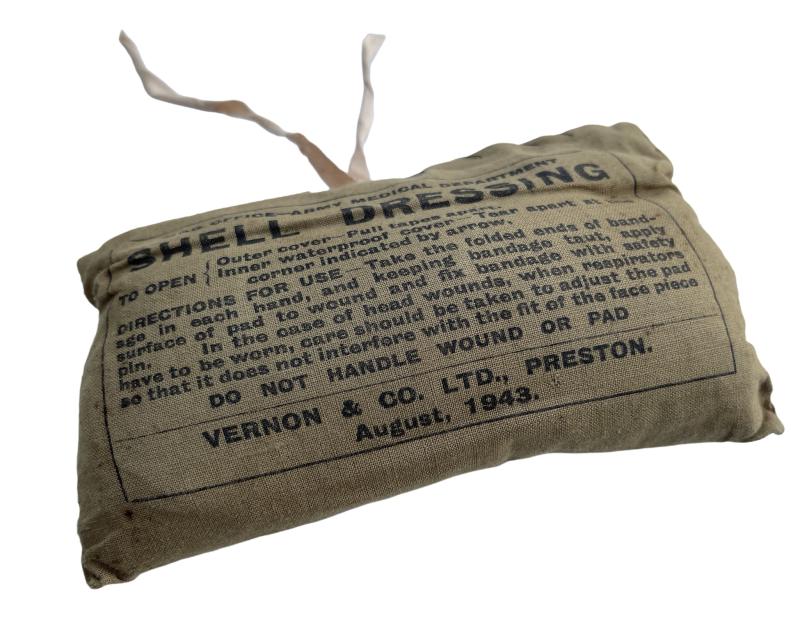 OFFICE ARMY MEDICAL DEPARTMENT
SHELL DRESSING
TO OPEN { Outer cover—Pull tapes apart.
Inner waterproof cover—Tear apart at
corner indicated by arrow.
DIRECTIONS FOR USE—Take the folded ends of band-
age in each hand, and keeping bandage taut, apply
surface of pad to wound and fix bandage with safety
pin. In the case of head wounds, when respirators
have to be worn, care should be taken to adjust the pad
so that it does not interfere with the fit of the face piece
DO NOT HANDLE WOUND OR PAD
VERNON & CO. LTD., PRESTON.
August, 1943.